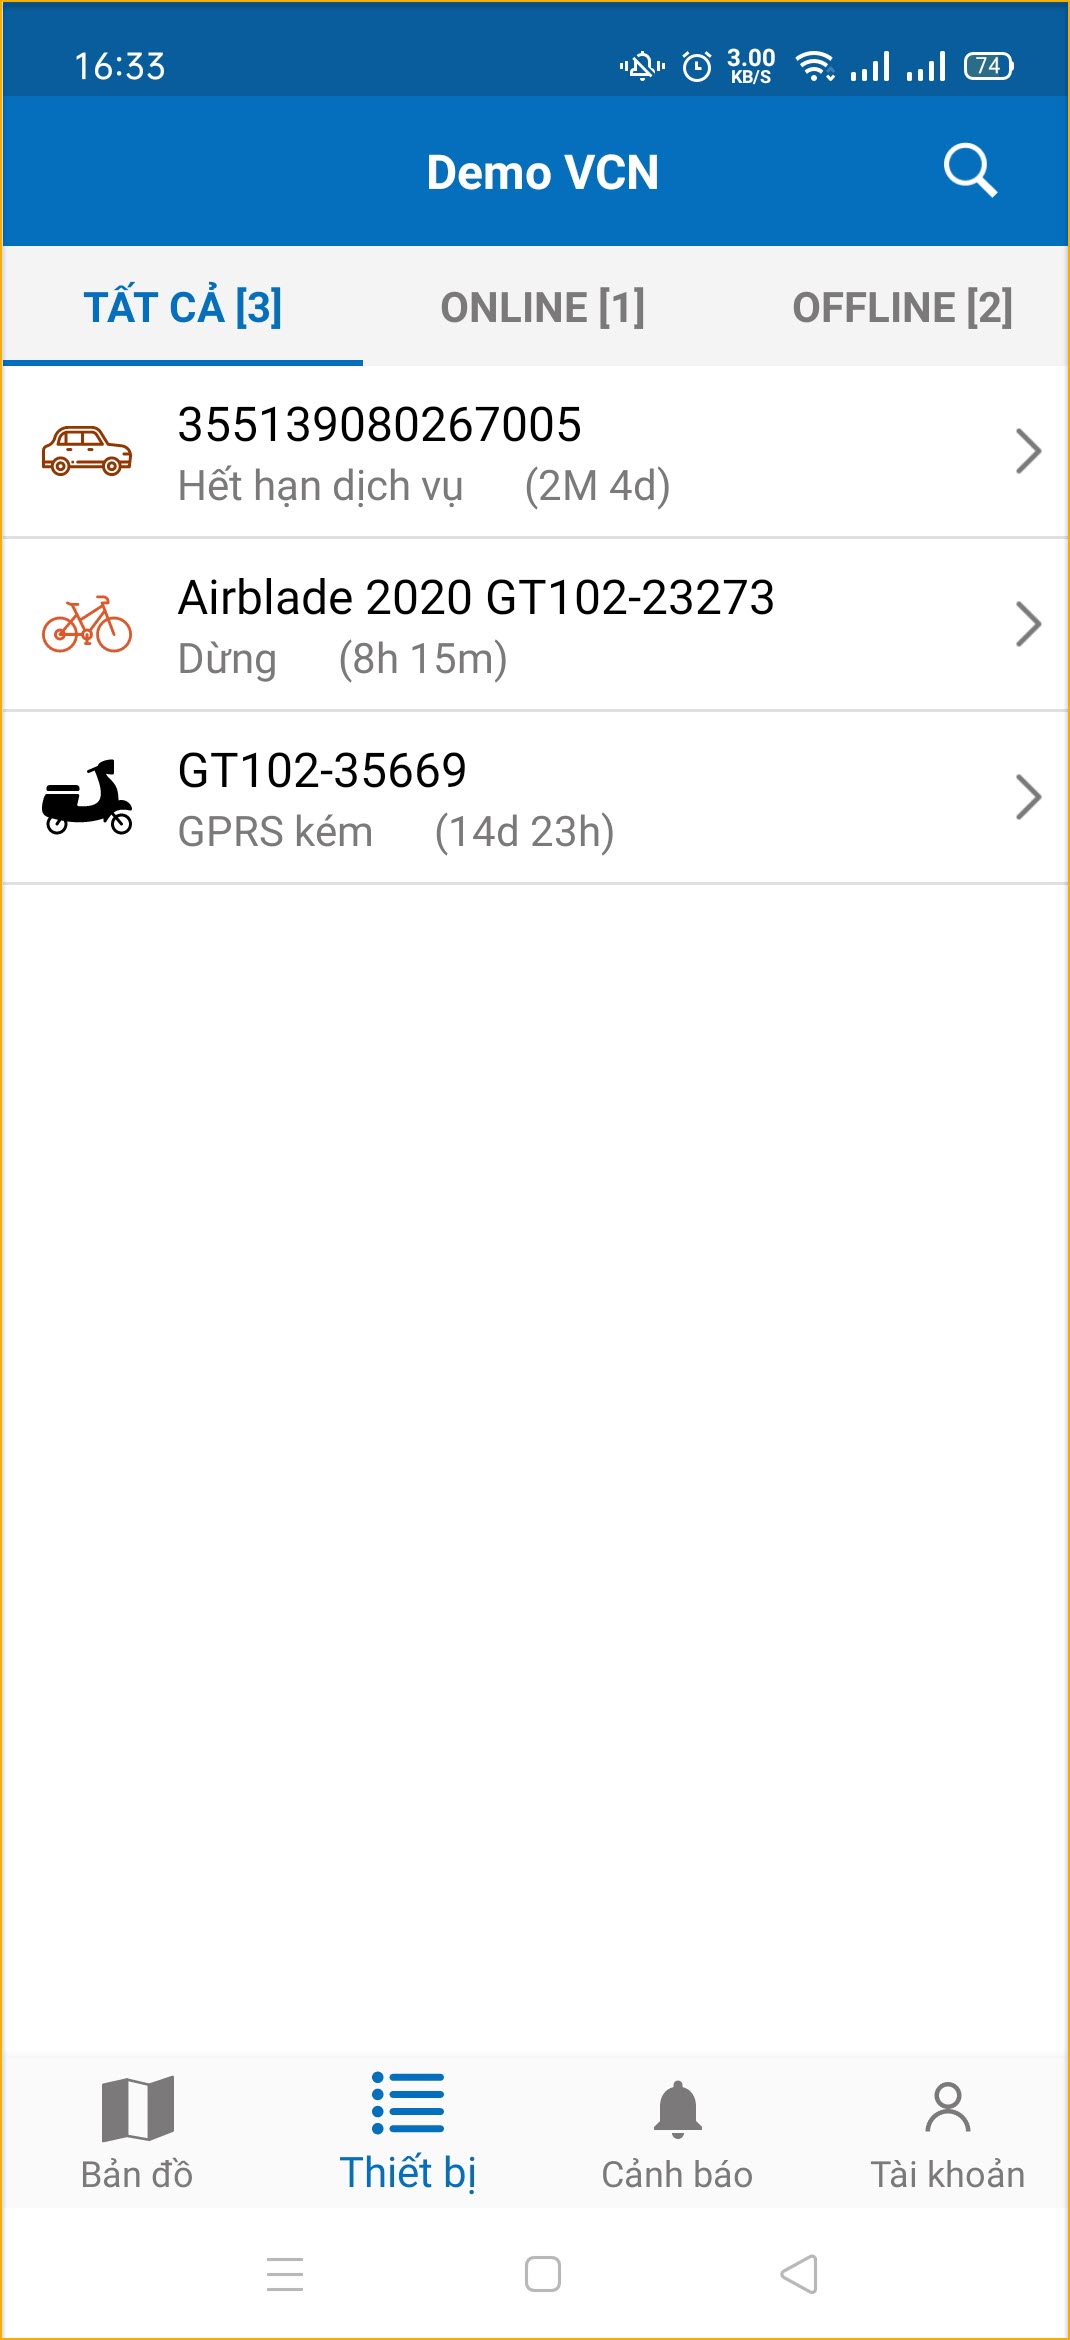 16:33 3.00 KB/S 74
Demo VCN
TẤT CẢ [3] ONLINE [1] OFFLINE [2]
355139080267005
Hết hạn dịch vụ (2M 4d)
Airblade 2020 GT102-23273
Dừng (8h 15m)
GT102-35669
GPRS kém (14d 23h)
Bản đồ Thiết bị Cảnh báo Tài khoản